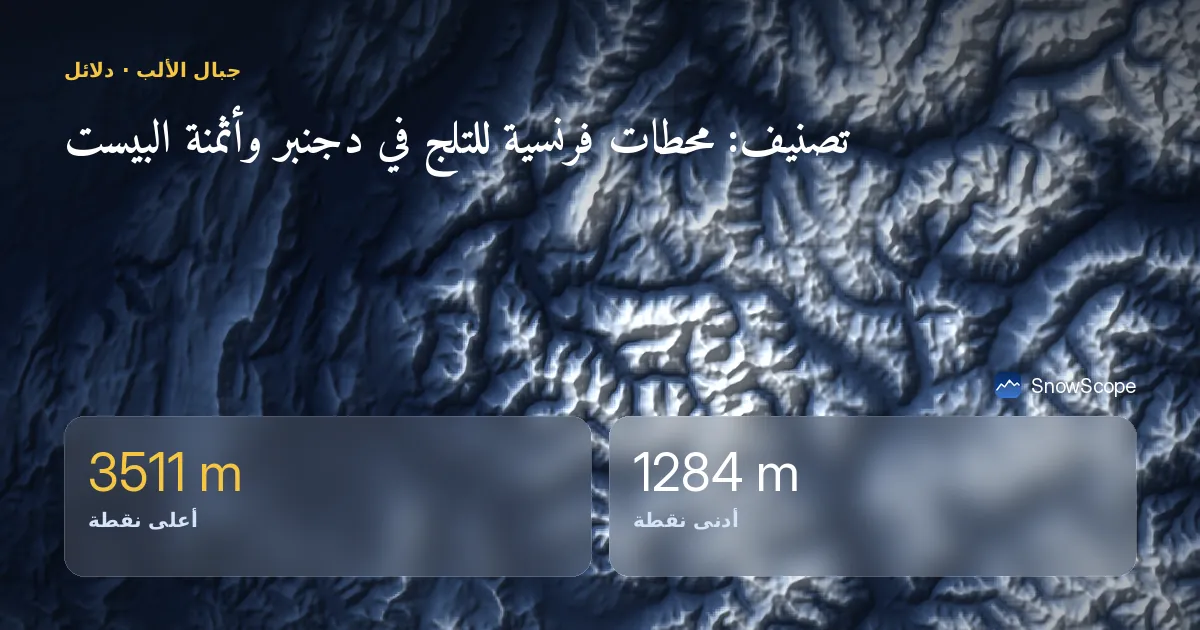 جبال الألب · دلائل
تصنيف: محطات فرنسية للتلج في دجنبر وأثمنة البيست
SnowScope
3511 m
أعلى نقطة
1284 m
أدنى نقطة